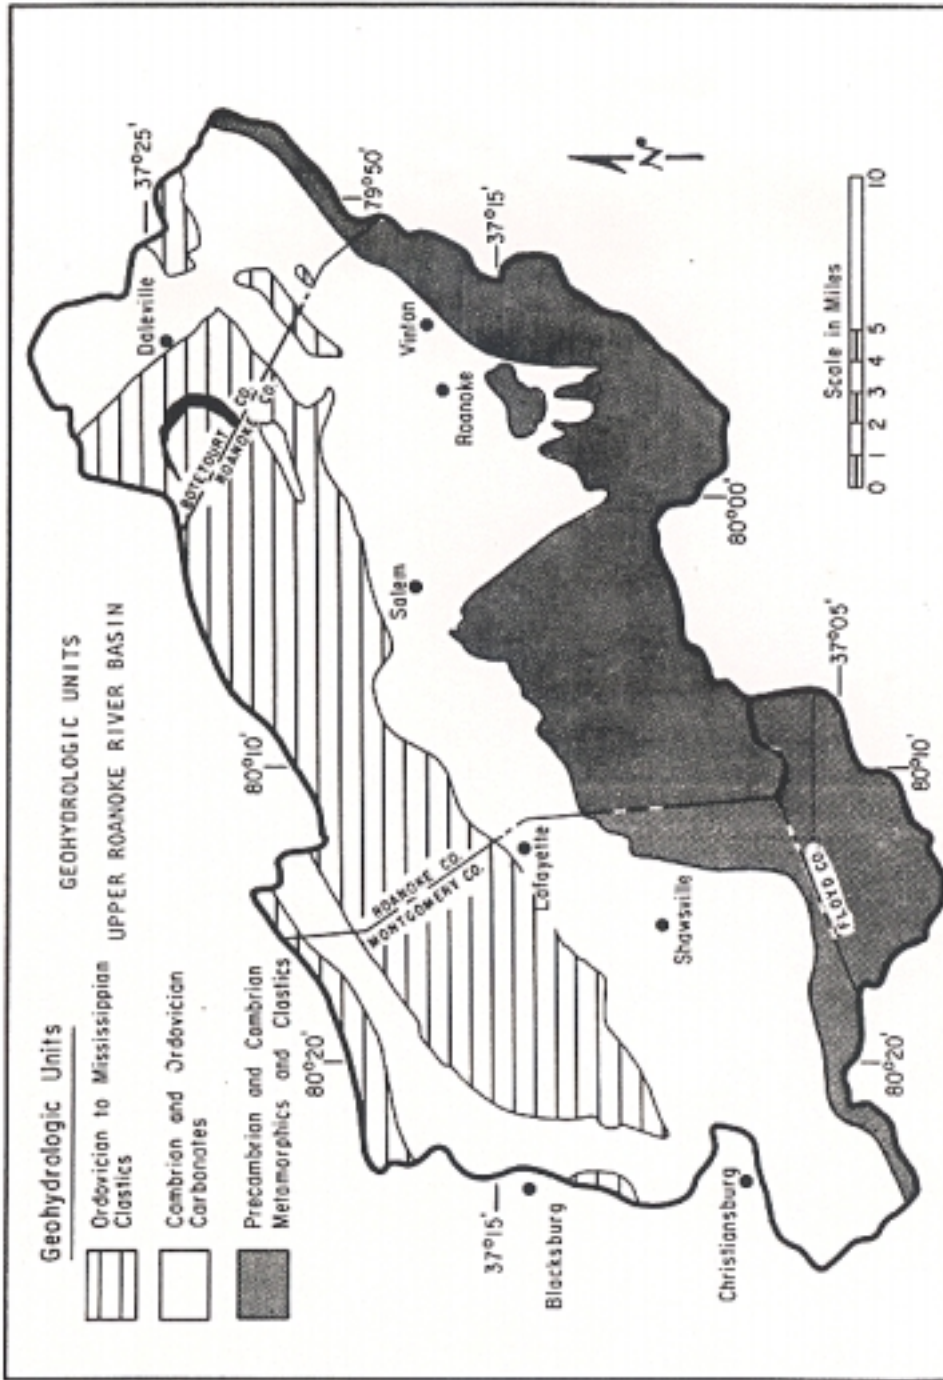 GEOHYDROLOGIC UNITS
UPPER ROANOKE RIVER BASIN
Geohydrologic Units
Ordovician to Mississippian
Clastics
Cambrian and Ordovician
Carbonates
Precambrian and Cambrian
Metamorphics and Clastics
37°25'
Daleville
79°50'
BOTETOURT CO.
ROANOKE CO.
Vinton
37°15'
Roanoke
N
Salem
80°00'
80°10'
ROANOKE CO.
MONTGOMERY CO.
Lafayette
37°05'
Shawsville
FLOYD CO.
80°10'
80°20'
80°20'
37°15'
Blacksburg
Christiansburg
0 1 2 3 4 5 10
Scale in Miles